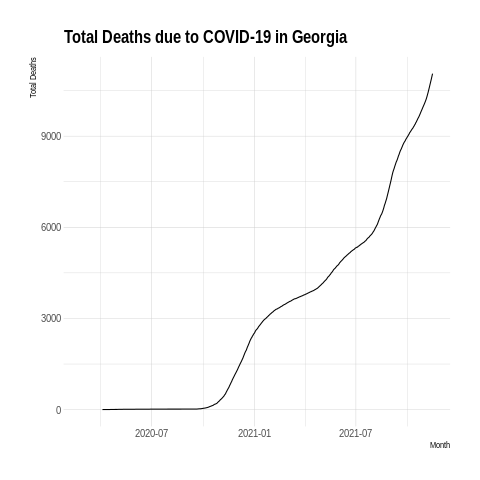 Total Deaths due to COVID-19 in Georgia
Total Deaths
9000
6000
3000
0
2020-07
2021-01
2021-07
Month